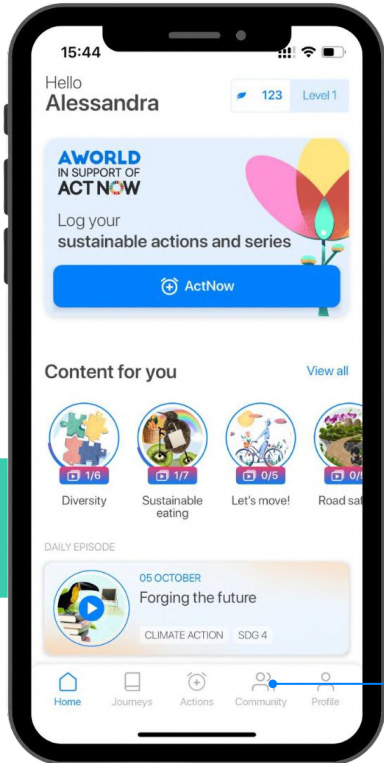 15:44
Hello
Alessandra
123
Level 1
AWORLD
IN SUPPORT OF
ACT NOW
Log your
sustainable actions and series
ActNow
Content for you
View all
1/6
1/7
0/5
Diversity
Sustainable
eating
Let's move!
Road
DAILY EPISODE
05 OCTOBER
Forging the future
CLIMATE ACTION
SDG 4
Home
Journeys
Actions
Community
Profile